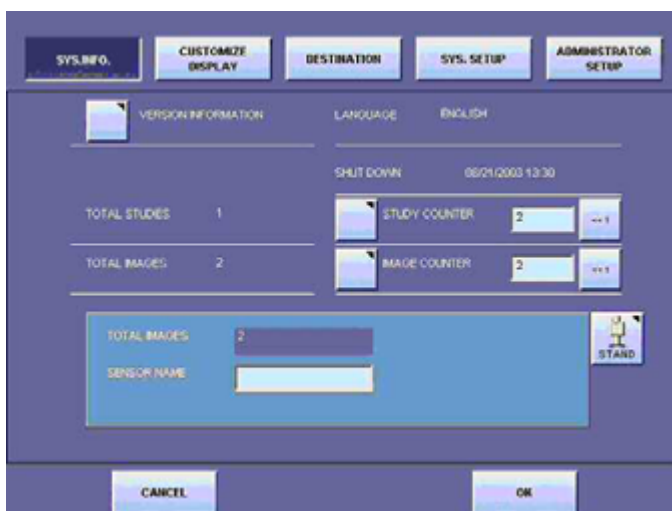 SYS.INFO.
CUSTOMIZE
DISPLAY
DESTINATION
SYS. SETUP
ADMINISTRATOR
SETUP
VERSION INFORMATION
LANGUAGE ENGLISH
SHUT DOWN 08/21/2003 13:30
TOTAL STUDIES 1
STUDY COUNTER 2
TOTAL IMAGES 2
IMAGE COUNTER 2
TOTAL IMAGES 2
SENSOR NAME
STAND
CANCEL
OK